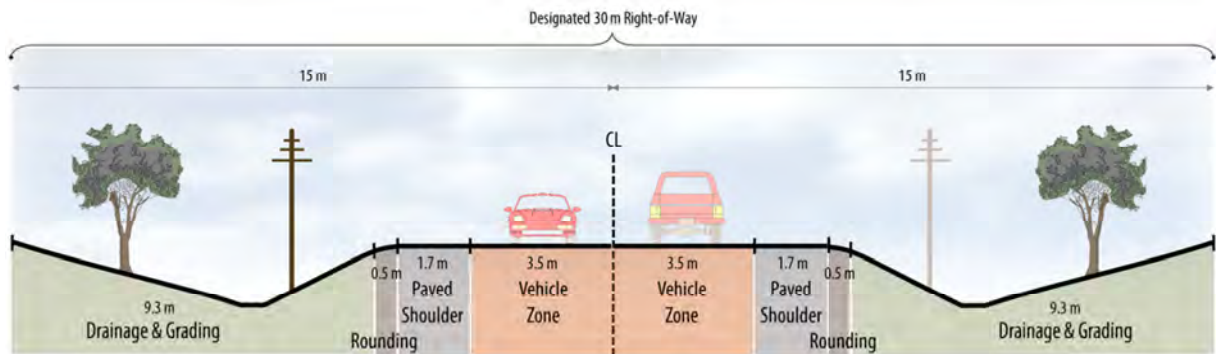 Designated 30 m Right-of-Way
15 m
15 m
CL
0.5 m
1.7 m
Paved
Shoulder
3.5 m
Vehicle
Zone
3.5 m
Vehicle
Zone
1.7 m
Paved
Shoulder
0.5 m
9.3 m
Drainage & Grading
Rounding
Rounding
9.3 m
Drainage & Grading